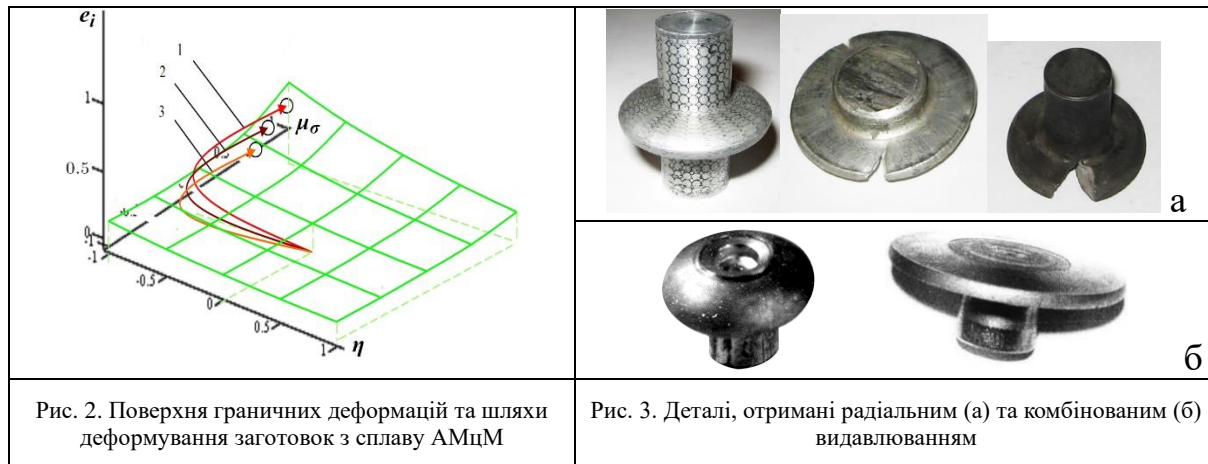 e_i
1
2
3
1
μ_σ
0.5
0
-1
-1
-0.5
0
0.5
1
η
а
б
Рис. 2. Поверхня граничних деформацій та шляхи
деформування заготовок з сплаву АМцМ
Рис. 3. Деталі, отримані радіальним (а) та комбінованим (б)
видавлюванням